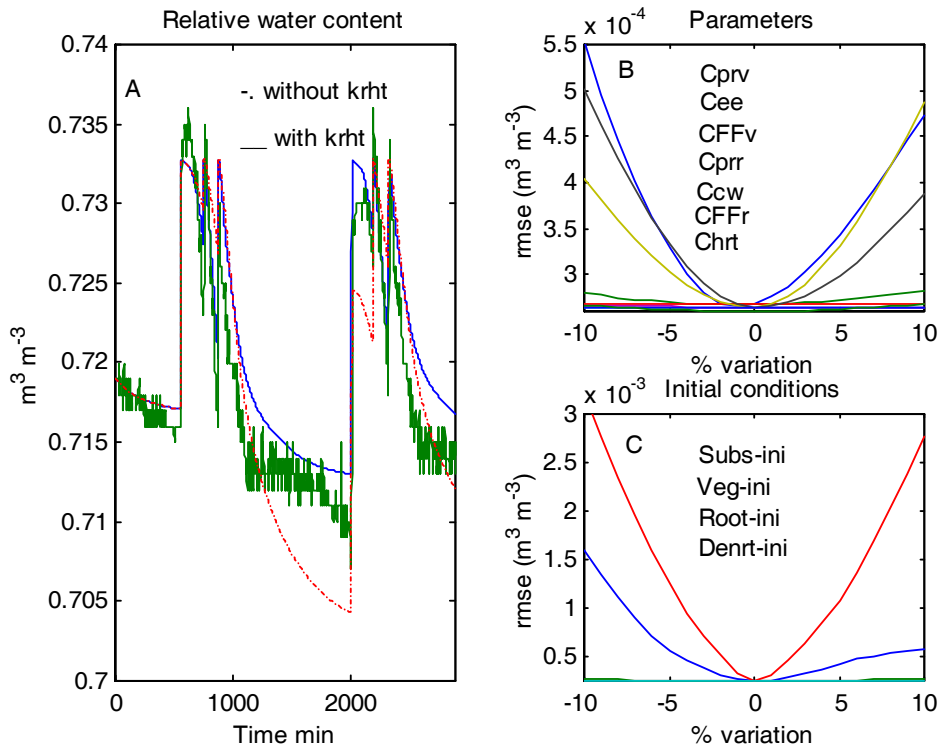 Relative water content
A
-. without krht
__ with krht
0.74
0.735
0.73
0.725
0.72
0.715
0.71
0.705
0.7
m³ m⁻³
0 1000 2000
Time min
Parameters
x 10⁻⁴
B
Cprv
Cee
CFFv
Cprr
Ccw
CFFr
Chrt
5.5
5
4.5
4
3.5
3
rmse (m³ m⁻³)
-10 -5 0 5 10
% variation
Initial conditions
x 10⁻³
C
Subs-ini
Veg-ini
Root-ini
Denrt-ini
3
2.5
2
1.5
1
0.5
rmse (m³ m⁻³)
-10 -5 0 5 10
% variation